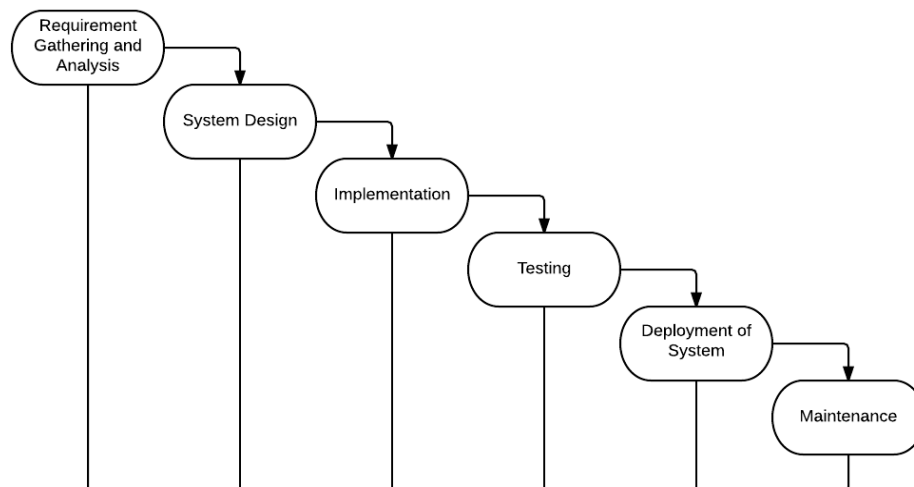 Requirement
Gathering and
Analysis
System Design
Implementation
Testing
Deployment of
System
Maintenance